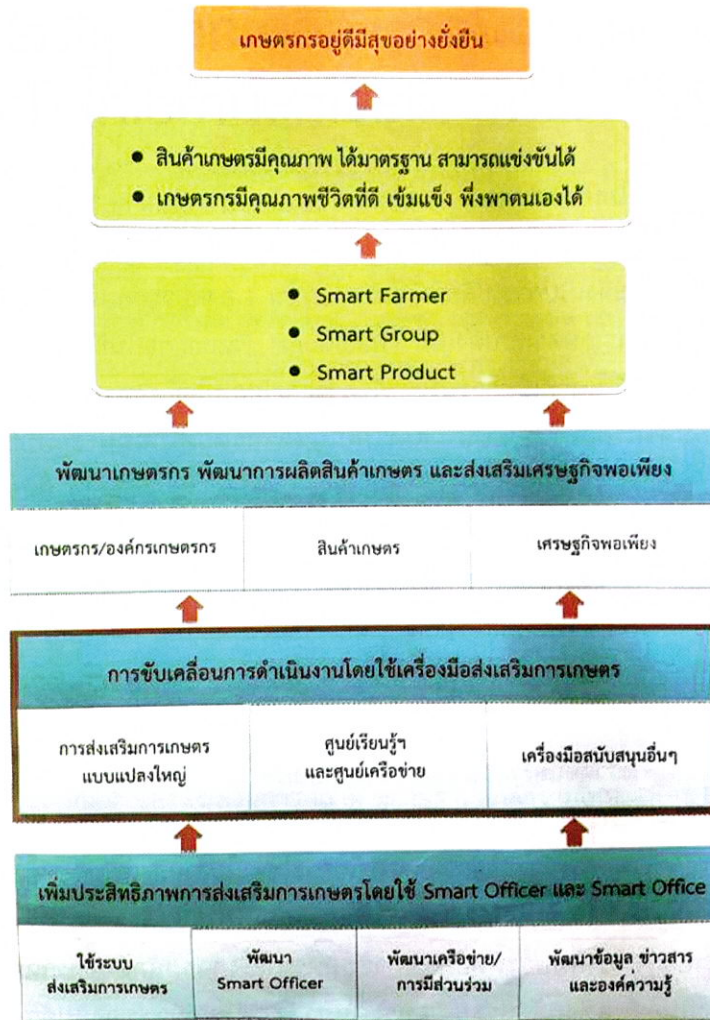 เกษตรกรอยู่ดีมีสุขอย่างยั่งยืน
• สินค้าเกษตรมีคุณภาพ ได้มาตรฐาน สามารถแข่งขันได้
• เกษตรกรมีคุณภาพชีวิตที่ดี เข้มแข็ง พึ่งพาตนเองได้
• Smart Farmer
• Smart Group
• Smart Product
พัฒนาเกษตรกร พัฒนาการผลิตสินค้าเกษตร และส่งเสริมเศรษฐกิจพอเพียง
เกษตรกร/องค์กรเกษตรกร
สินค้าเกษตร
เศรษฐกิจพอเพียง
การขับเคลื่อนการดำเนินงานโดยใช้เครื่องมือส่งเสริมการเกษตร
การส่งเสริมการเกษตร
แบบแปลงใหญ่
ศูนย์เรียนรู้ฯ
และศูนย์เครือข่าย
เครื่องมือสนับสนุนอื่นๆ
เพิ่มประสิทธิภาพการส่งเสริมการเกษตรโดยใช้ Smart Officer และ Smart Office
ใช้ระบบ
ส่งเสริมการเกษตร
พัฒนา
Smart Officer
พัฒนาเครือข่าย/
การมีส่วนร่วม
พัฒนาข้อมูล ข่าวสาร
และองค์ความรู้